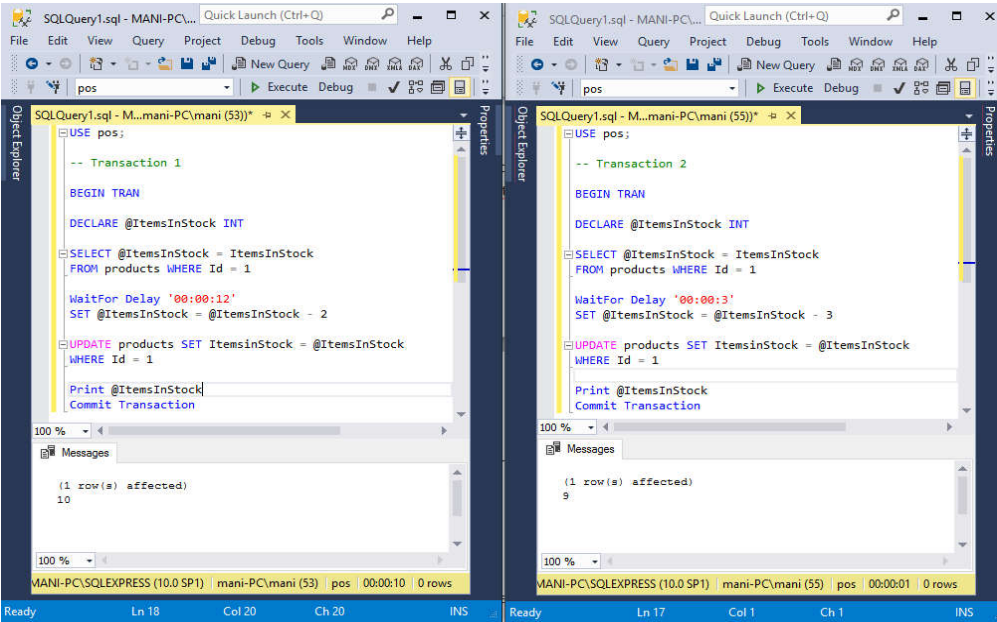 SQLQuery1.sql - MANI-PC\... Quick Launch (Ctrl+Q)
File Edit View Query Project Debug Tools Window Help
New Query MDX DMX XMLA DAX
pos Execute Debug
Object Explorer
SQLQuery1.sql - M...mani-PC\mani (53))*
Properties
USE pos;
-- Transaction 1
BEGIN TRAN
DECLARE @ItemsInStock INT
SELECT @ItemsInStock = ItemsInStock
FROM products WHERE Id = 1
WaitFor Delay '00:00:12'
SET @ItemsInStock = @ItemsInStock - 2
UPDATE products SET ItemsinStock = @ItemsInStock
WHERE Id = 1
Print @ItemsInStock
Commit Transaction
100 %
Messages
(1 row(s) affected)
10
100 %
MANI-PC\SQLEXPRESS (10.0 SP1) mani-PC\mani (53) pos 00:00:10 0 rows
Ready Ln 18 Col 20 Ch 20 INS
SQLQuery1.sql - MANI-PC\... Quick Launch (Ctrl+Q)
File Edit View Query Project Debug Tools Window Help
New Query MDX DMX XMLA DAX
pos Execute Debug
Object Explorer
SQLQuery1.sql - M...mani-PC\mani (55))*
Properties
USE pos;
-- Transaction 2
BEGIN TRAN
DECLARE @ItemsInStock INT
SELECT @ItemsInStock = ItemsInStock
FROM products WHERE Id = 1
WaitFor Delay '00:00:3'
SET @ItemsInStock = @ItemsInStock - 3
UPDATE products SET ItemsinStock = @ItemsInStock
WHERE Id = 1
Print @ItemsInStock
Commit Transaction
100 %
Messages
(1 row(s) affected)
9
100 %
MANI-PC\SQLEXPRESS (10.0 SP1) mani-PC\mani (55) pos 00:00:01 0 rows
Ready Ln 17 Col 1 Ch 1 INS